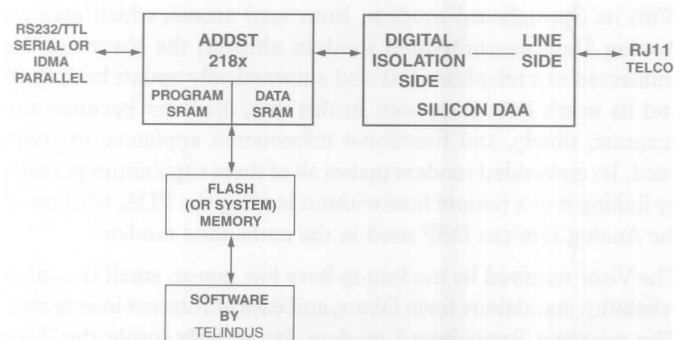 RS232/TTL
SERIAL OR
IDMA
PARALLEL
ADDST
218x
PROGRAM
SRAM
DATA
SRAM
DIGITAL
ISOLATION
SIDE
LINE
SIDE
SILICON DAA
RJ11
TELCO
FLASH
(OR SYSTEM)
MEMORY
SOFTWARE
BY
TELINDUS